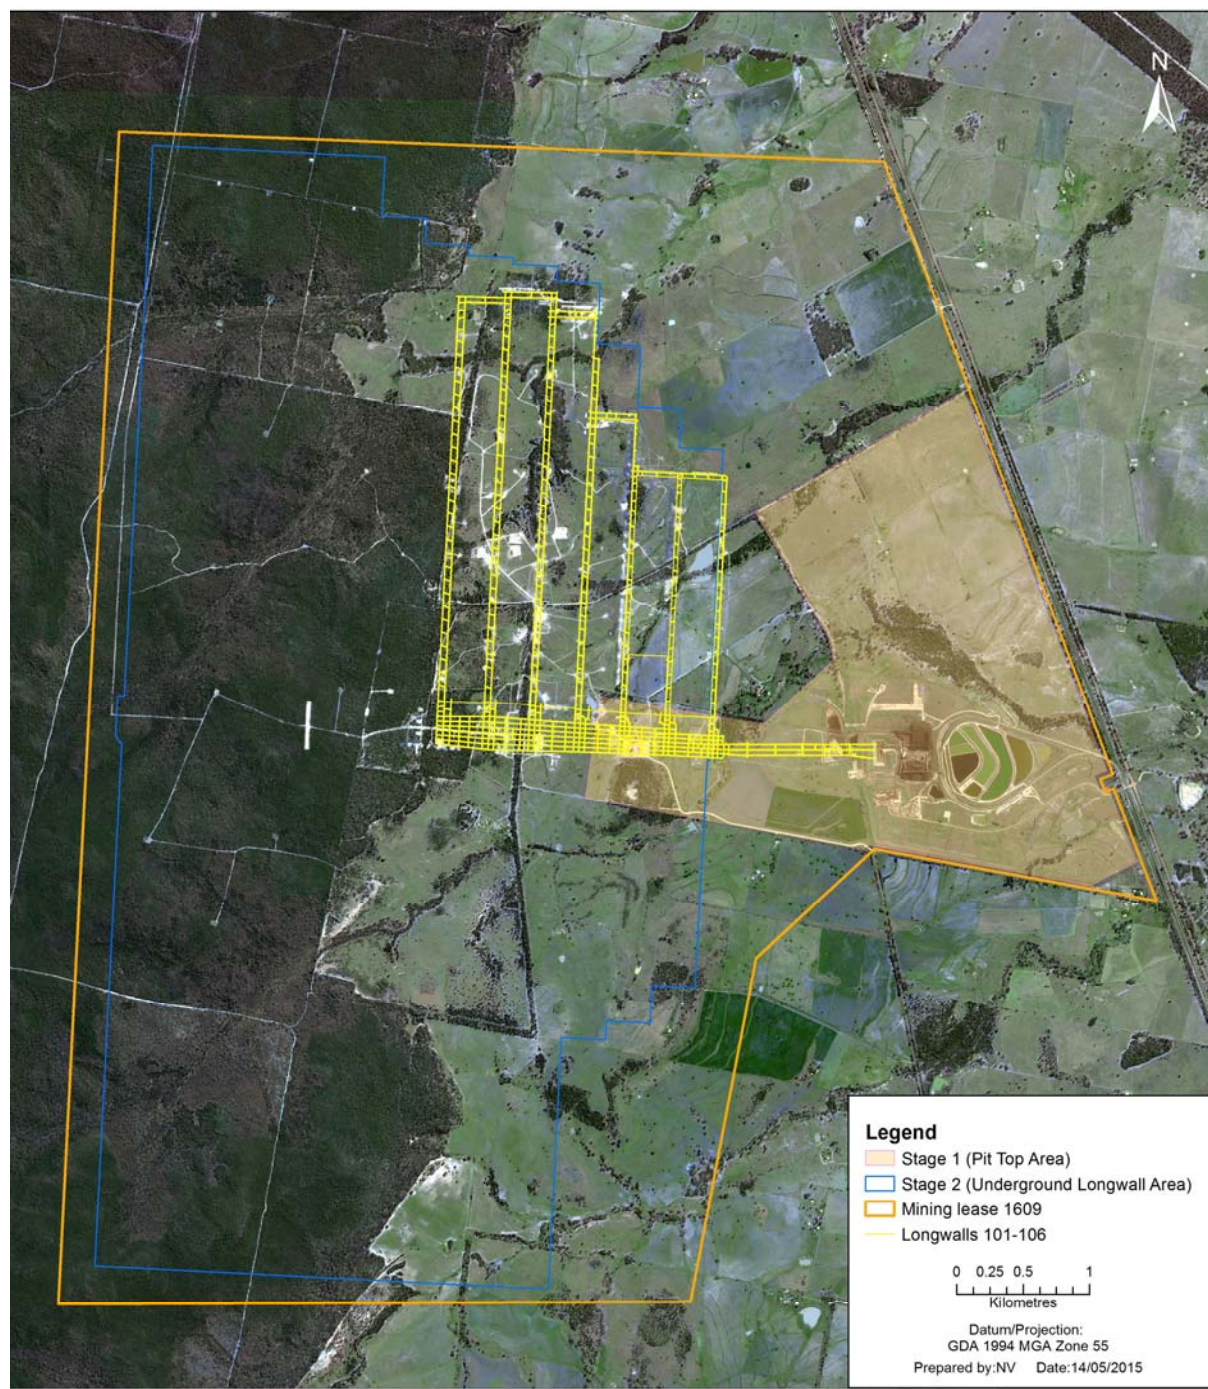 N
Legend
Stage 1 (Pit Top Area)
Stage 2 (Underground Longwall Area)
Mining lease 1609
Longwalls 101-106
0 0.25 0.5 1
Kilometres
Datum/Projection:
GDA 1994 MGA Zone 55
Prepared by:NV Date:14/05/2015